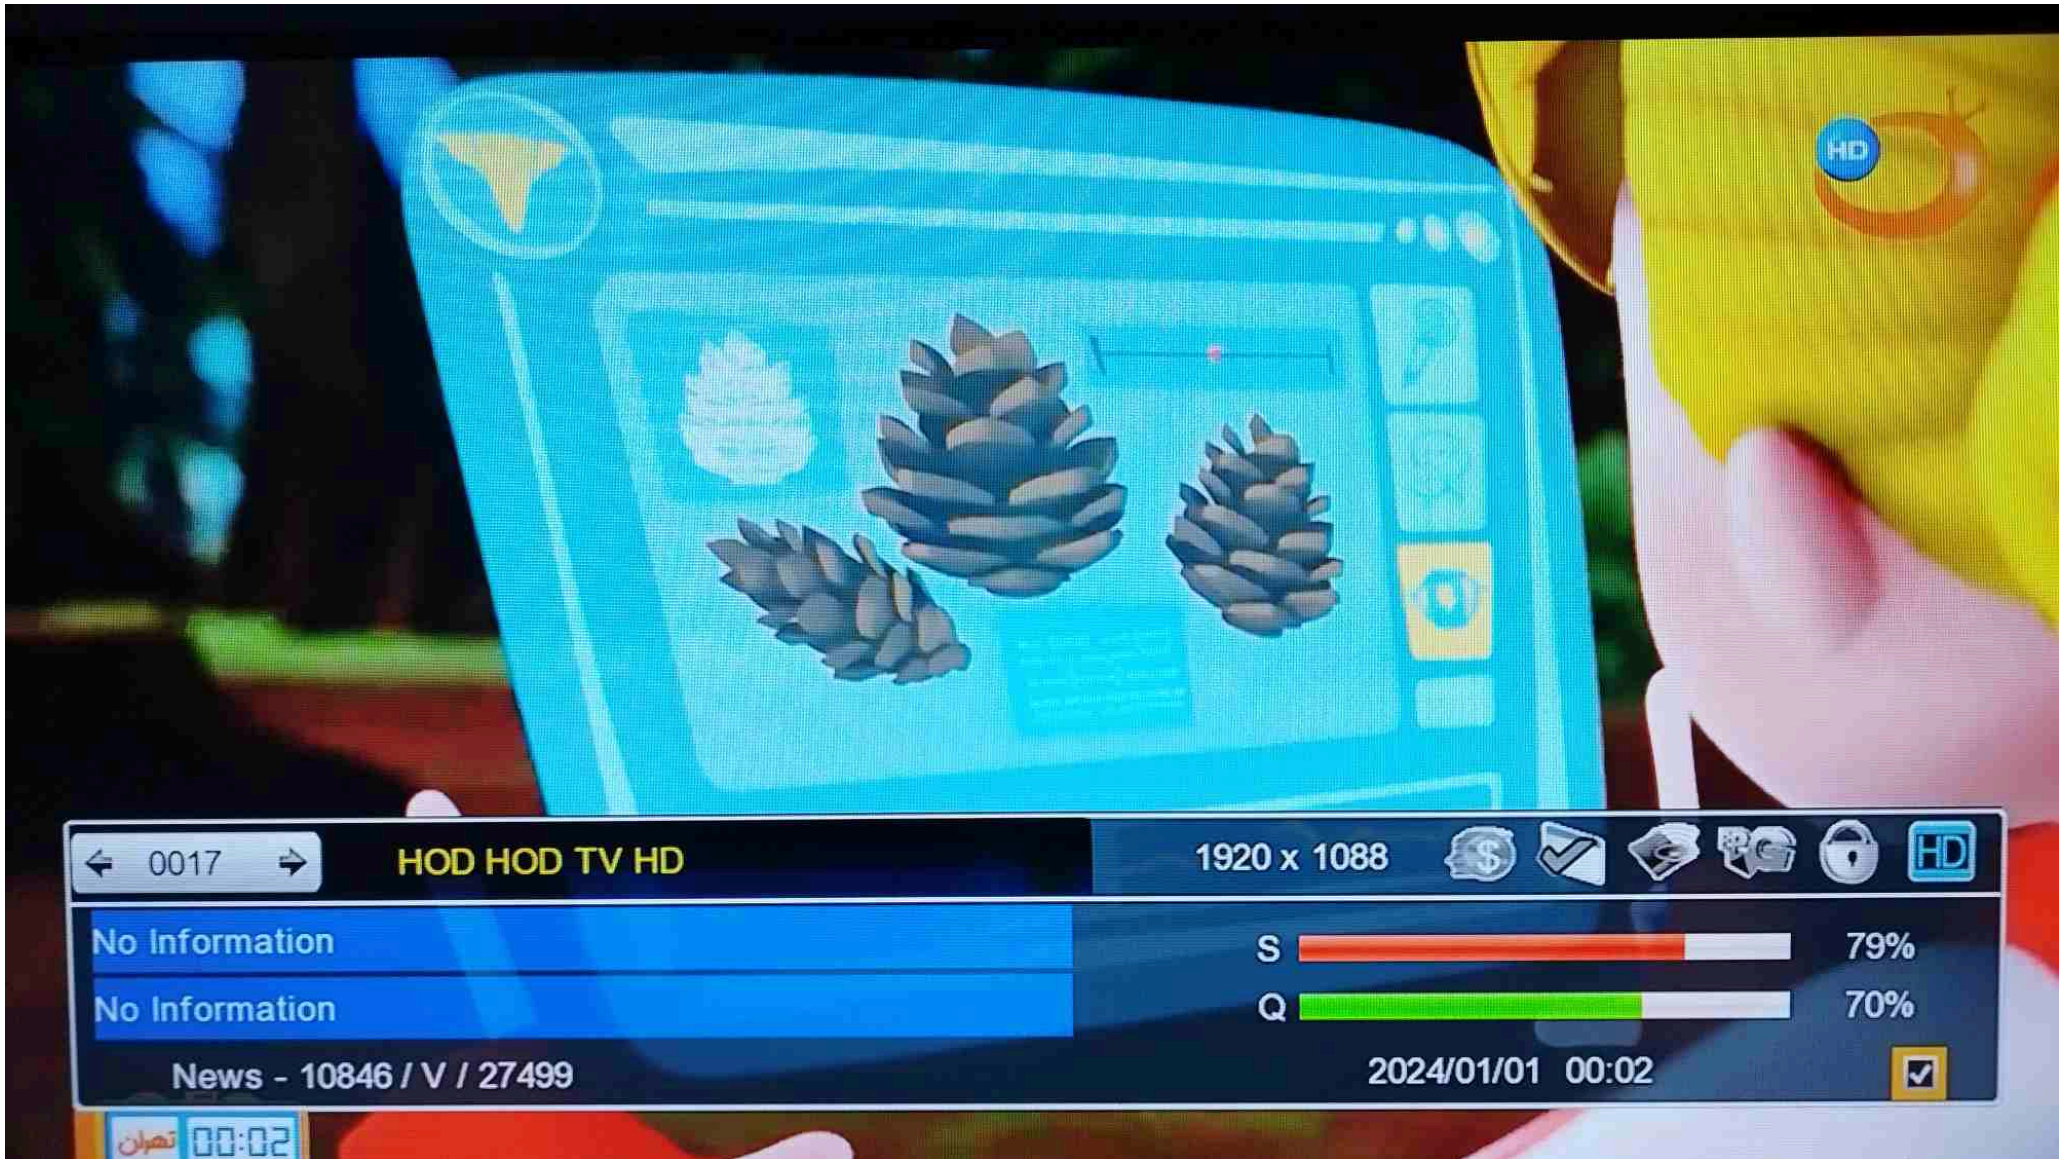 HD
0017
HOD HOD TV HD
1920 x 1088
$
HD
No Information
S
79%
No Information
Q
70%
News - 10846 / V / 27499
2024/01/01 00:02
تهران
00:02